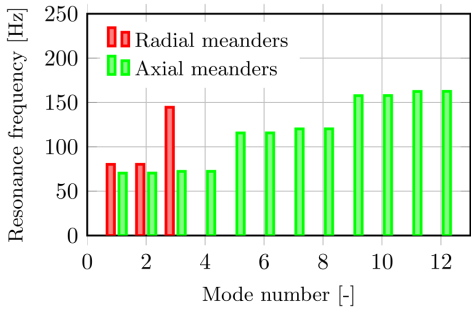 250
200
150
100
50
0
Resonance frequency [Hz]
Radial meanders
Axial meanders
0 2 4 6 8 10 12
Mode number [-]